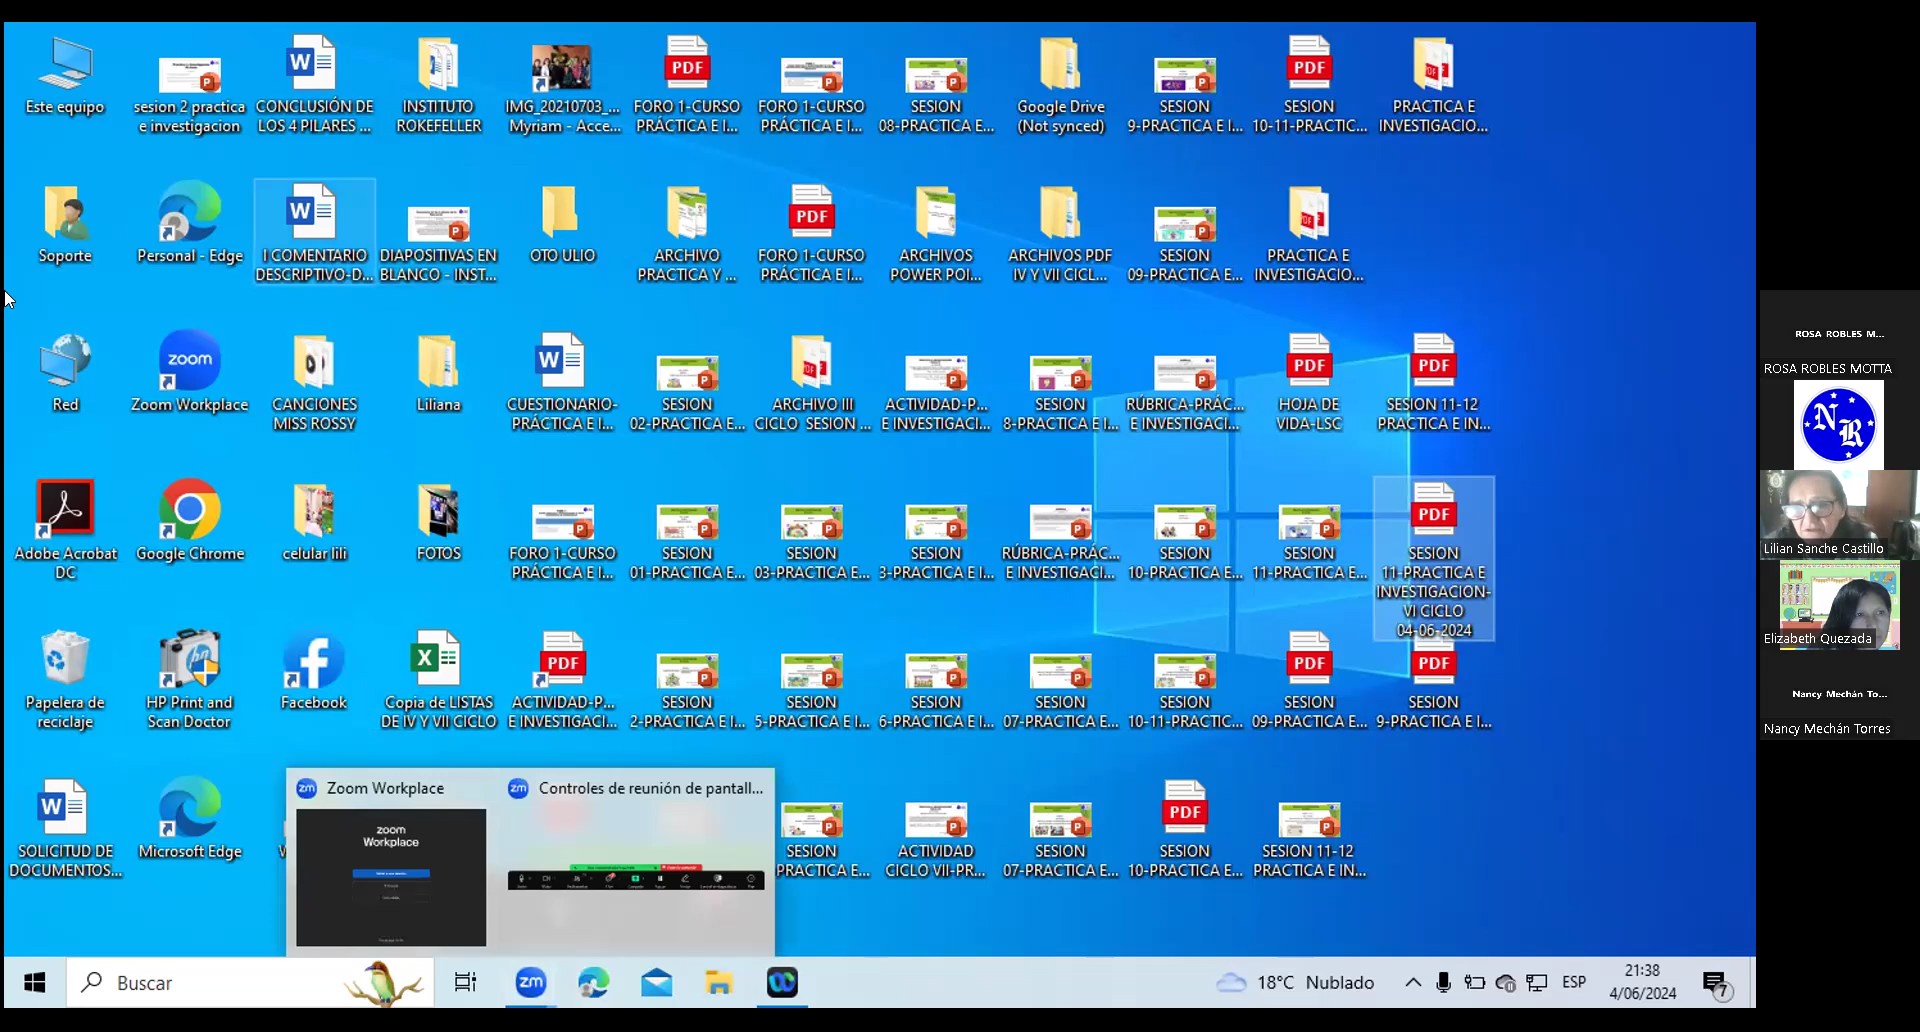 Este equipo
sesion 2 practica
e investigacion
CONCLUSIÓN DE
LOS 4 PILARES ...
INSTITUTO
ROKEFELLER
IMG_20210703_...
Myriam - Acce...
FORO 1-CURSO
PRÁCTICA E I...
FORO 1-CURSO
PRÁCTICA E I...
SESION
08-PRACTICA E...
Google Drive
(Not synced)
SESION
9-PRACTICA E I...
SESION
10-11-PRACTIC...
PRACTICA E
INVESTIGACIO...
Soporte
Personal - Edge
I COMENTARIO
DESCRIPTIVO-D...
DIAPOSITIVAS EN
BLANCO - INST...
OTO ULIO
ARCHIVO
PRACTICA Y ...
FORO 1-CURSO
PRÁCTICA E I...
ARCHIVOS
POWER POI...
ARCHIVOS PDF
IV Y VII CICL...
SESION
09-PRACTICA E...
PRACTICA E
INVESTIGACIO...
Red
Zoom Workplace
CANCIONES
MISS ROSSY
Liliana
CUESTIONARIO-
PRÁCTICA E I...
SESION
02-PRACTICA E...
ARCHIVO III
CICLO SESION ...
ACTIVIDAD-P...
E INVESTIGACI...
SESION
8-PRACTICA E I...
RÚBRICA-PRÁC...
E INVESTIGACI...
HOJA DE
VIDA-LSC
SESION 11-12
PRACTICA E IN...
Adobe Acrobat
DC
Google Chrome
celular lili
FOTOS
FORO 1-CURSO
PRÁCTICA E I...
SESION
01-PRACTICA E...
SESION
03-PRACTICA E...
SESION
3-PRACTICA E I...
RÚBRICA-PRÁC...
E INVESTIGACI...
SESION
10-PRACTICA E...
SESION
11-PRACTICA E...
SESION
11-PRACTICA E
INVESTIGACION-
VI CICLO
04-06-2024
Papelera de
reciclaje
HP Print and
Scan Doctor
Facebook
Copia de LISTAS
DE IV Y VII CICLO
ACTIVIDAD-P...
E INVESTIGACI...
SESION
2-PRACTICA E I...
SESION
5-PRACTICA E I...
SESION
6-PRACTICA E I...
SESION
07-PRACTICA E...
SESION
10-11-PRACTIC...
SESION
09-PRACTICA E...
SESION
9-PRACTICA E I...
SOLICITUD DE
DOCUMENTOS...
Microsoft Edge
Zoom Workplace
Controles de reunión de pantall...
zoom
Workplace
SESION
PRACTICA E...
ACTIVIDAD
CICLO VII-PR...
SESION
07-PRACTICA E...
SESION
10-PRACTICA E...
SESION 11-12
PRACTICA E IN...
Buscar
18°C Nublado
ESP
21:38
4/06/2024
7
ROSA ROBLES M...
ROSA ROBLES MOTTA
NR
Lilian Sanche Castillo
Elizabeth Quezada
Nancy Mechán To...
Nancy Mechán Torres